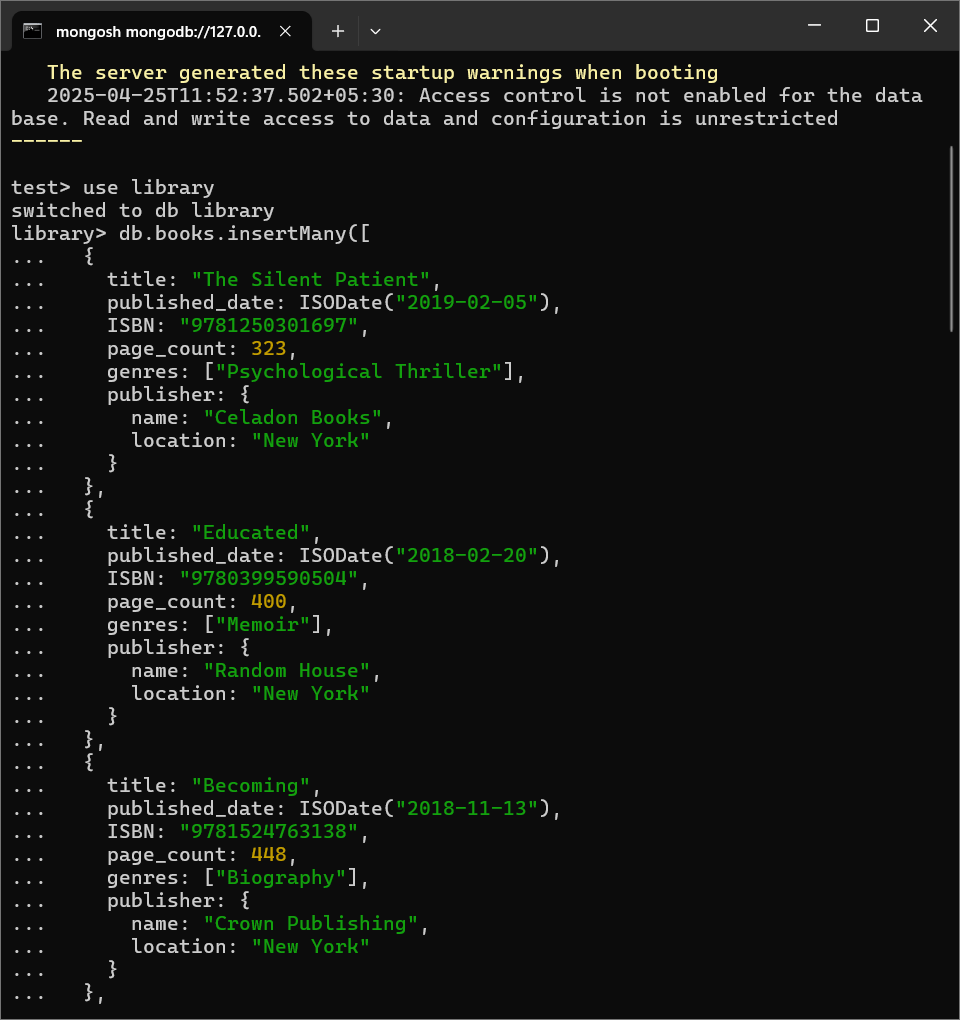 mongosh mongodb://127.0.0.
The server generated these startup warnings when booting
2025-04-25T11:52:37.502+05:30: Access control is not enabled for the data
base. Read and write access to data and configuration is unrestricted
------
test> use library
switched to db library
library> db.books.insertMany([
...   {
...     title: "The Silent Patient",
...     published_date: ISODate("2019-02-05"),
...     ISBN: "9781250301697",
...     page_count: 323,
...     genres: ["Psychological Thriller"],
...     publisher: {
...       name: "Celadon Books",
...       location: "New York"
...     }
...   },
...   {
...     title: "Educated",
...     published_date: ISODate("2018-02-20"),
...     ISBN: "9780399590504",
...     page_count: 400,
...     genres: ["Memoir"],
...     publisher: {
...       name: "Random House",
...       location: "New York"
...     }
...   },
...   {
...     title: "Becoming",
...     published_date: ISODate("2018-11-13"),
...     ISBN: "9781524763138",
...     page_count: 448,
...     genres: ["Biography"],
...     publisher: {
...       name: "Crown Publishing",
...       location: "New York"
...     }
...   },